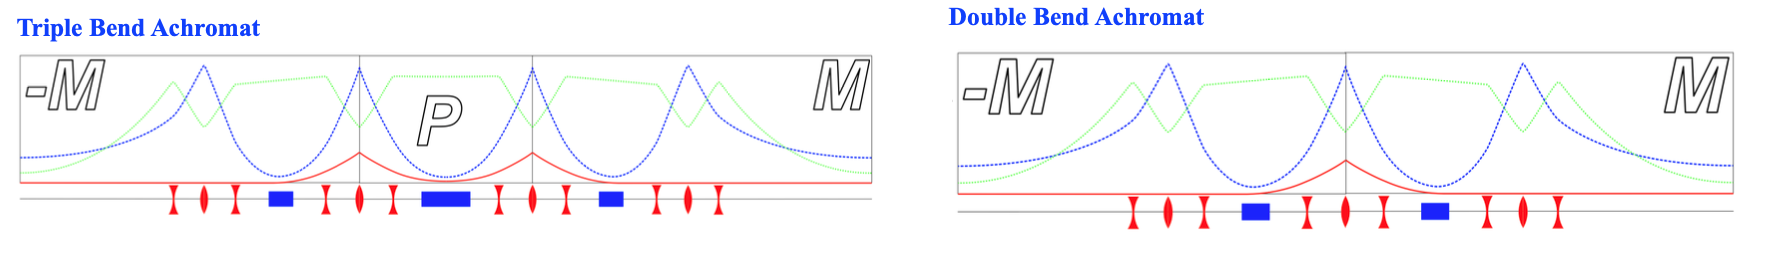 Triple Bend Achromat
-M
P
M
Double Bend Achromat
-M
M